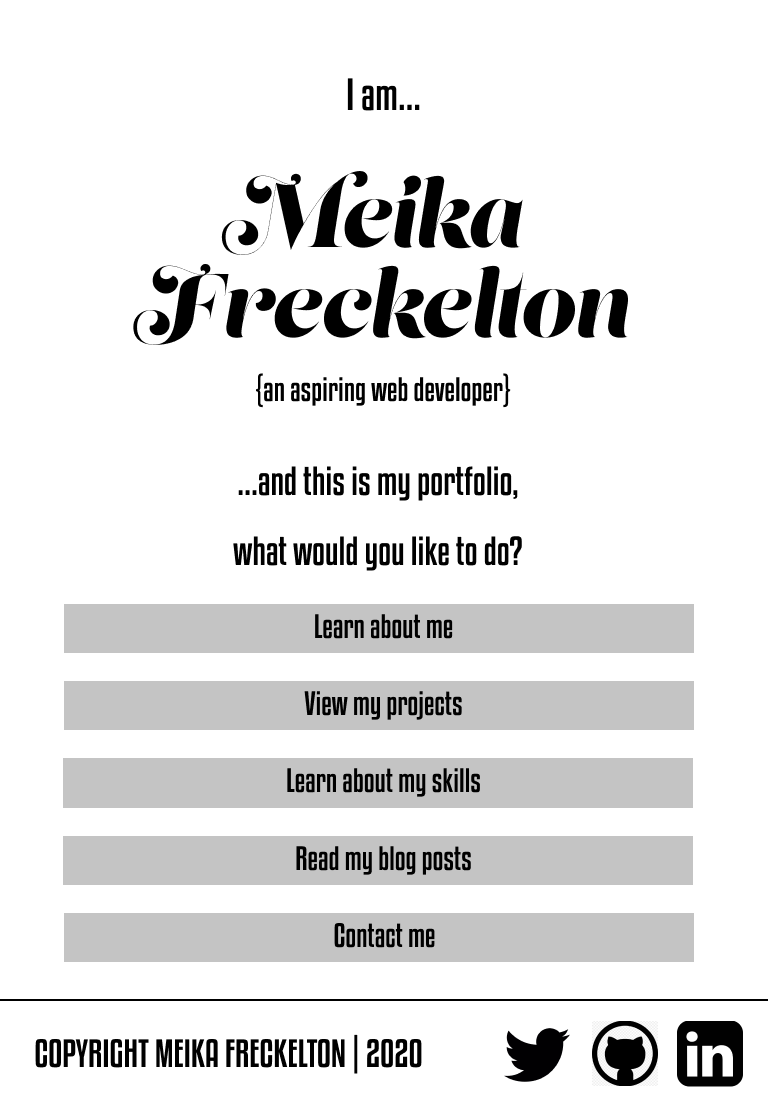 I am...
Meika
Freckelton
{an aspiring web developer}
...and this is my portfolio,
what would you like to do?
Learn about me
View my projects
Learn about my skills
Read my blog posts
Contact me
COPYRIGHT MEIKA FRECKELTON | 2020
in